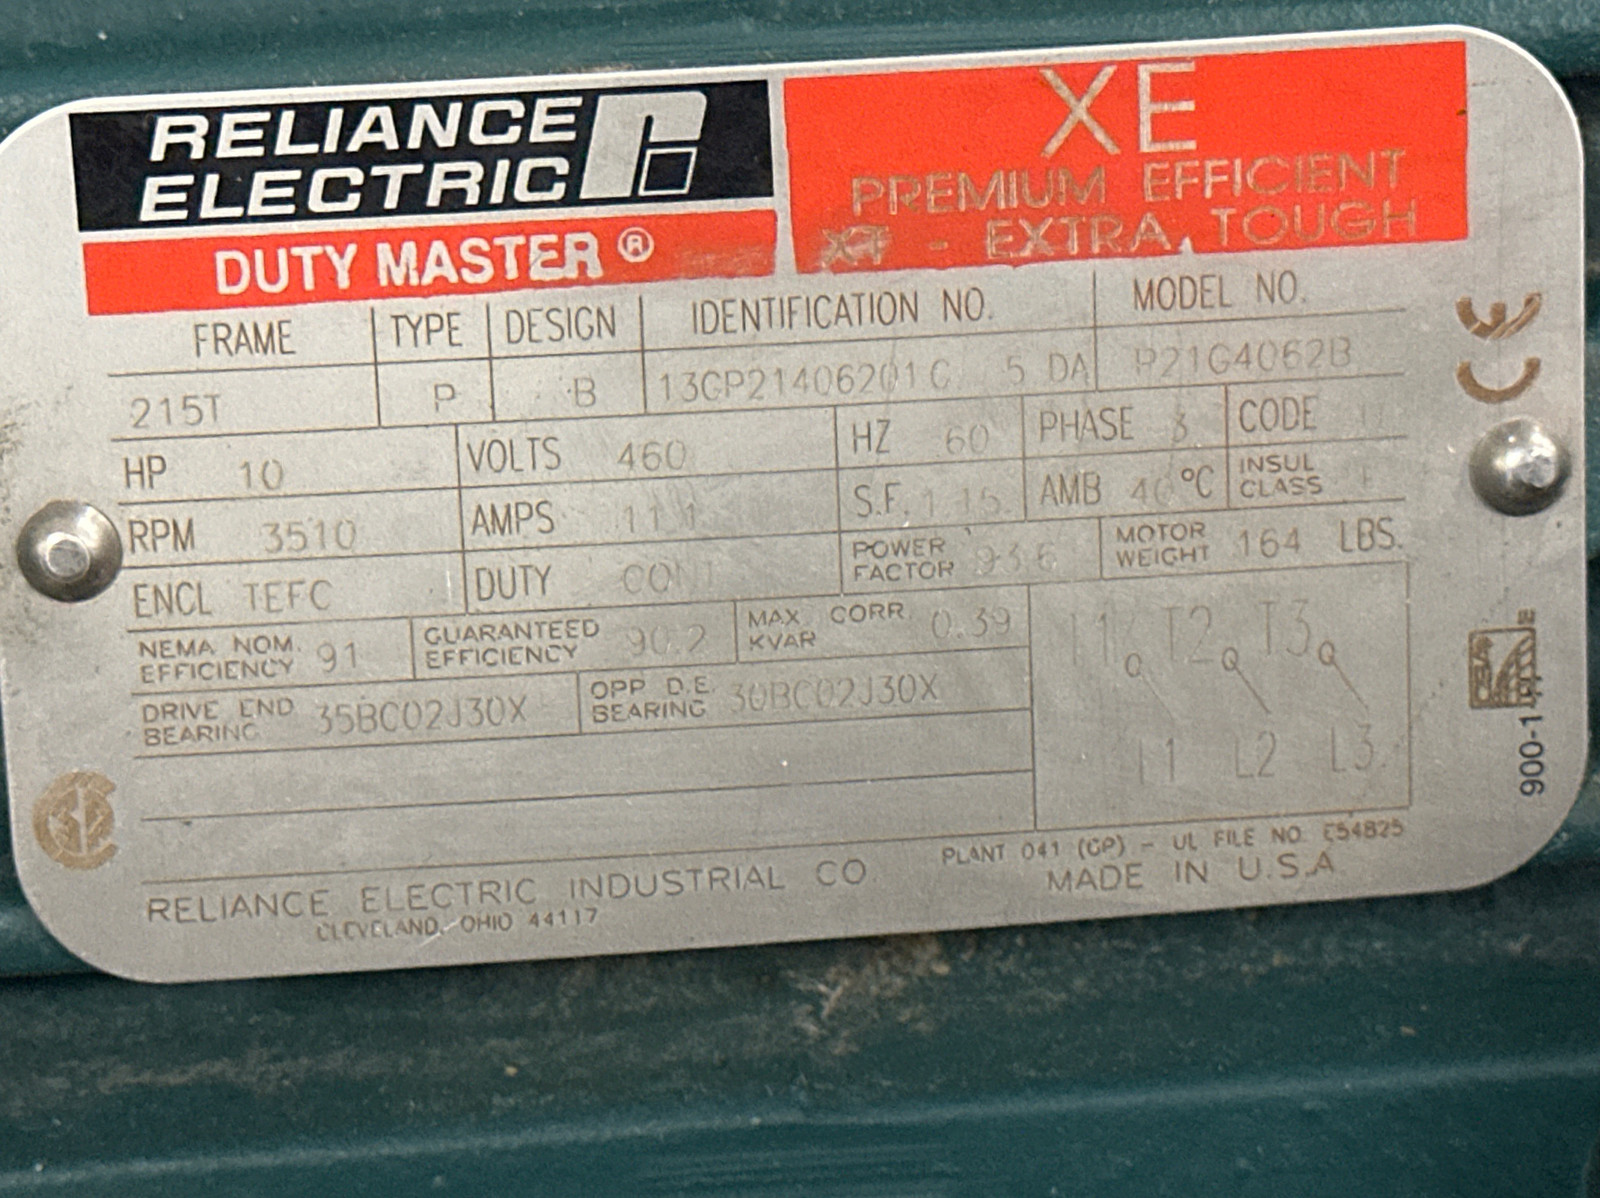 RELIANCE
ELECTRIC
XE
PREMIUM EFFICIENT
XT - EXTRA TOUGH
DUTY MASTER ®
FRAME TYPE DESIGN IDENTIFICATION NO. MODEL NO.
215T P B 5 DA P21G4062B
HP 10 VOLTS 460 HZ 60 PHASE 3 CODE
RPM 3510 AMPS 11.1 S.F. 1.15 AMB 40 °C INSUL CLASS F
ENCL TEFC DUTY CONT POWER FACTOR 93.6 MOTOR WEIGHT 164 LBS.
NEMA NOM. EFFICIENCY 91 GUARANTEED EFFICIENCY 90.2 MAX CORR. KVAR 0.39
DRIVE END BEARING 35BC02J30X OPP D.E. BEARING 30BC02J30X
T1 T2 T3
L1 L2 L3
CE
PLANT 041 (GP) - UL FILE NO. E54825
RELIANCE ELECTRIC INDUSTRIAL CO. MADE IN U.S.A.
CLEVELAND, OHIO 44117